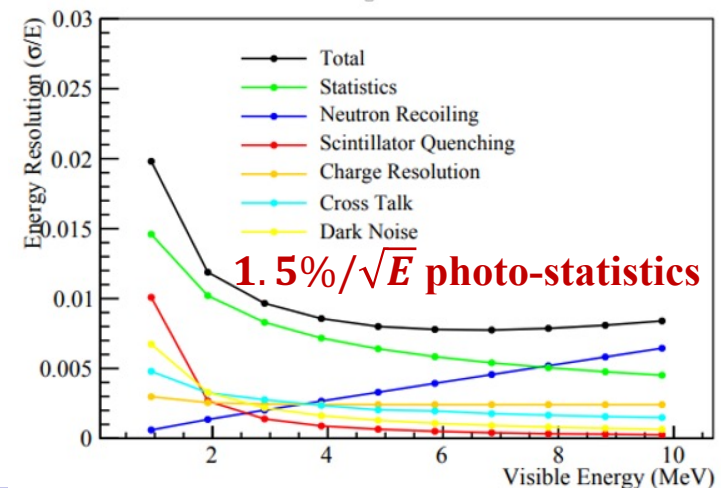 0.03
0.025
0.02
0.015
0.01
0.005
0
Energy Resolution (σ/E)
Total
Statistics
Neutron Recoiling
Scintillator Quenching
Charge Resolution
Cross Talk
Dark Noise
1.5%/√E photo-statistics
2 4 6 8 10
Visible Energy (MeV)